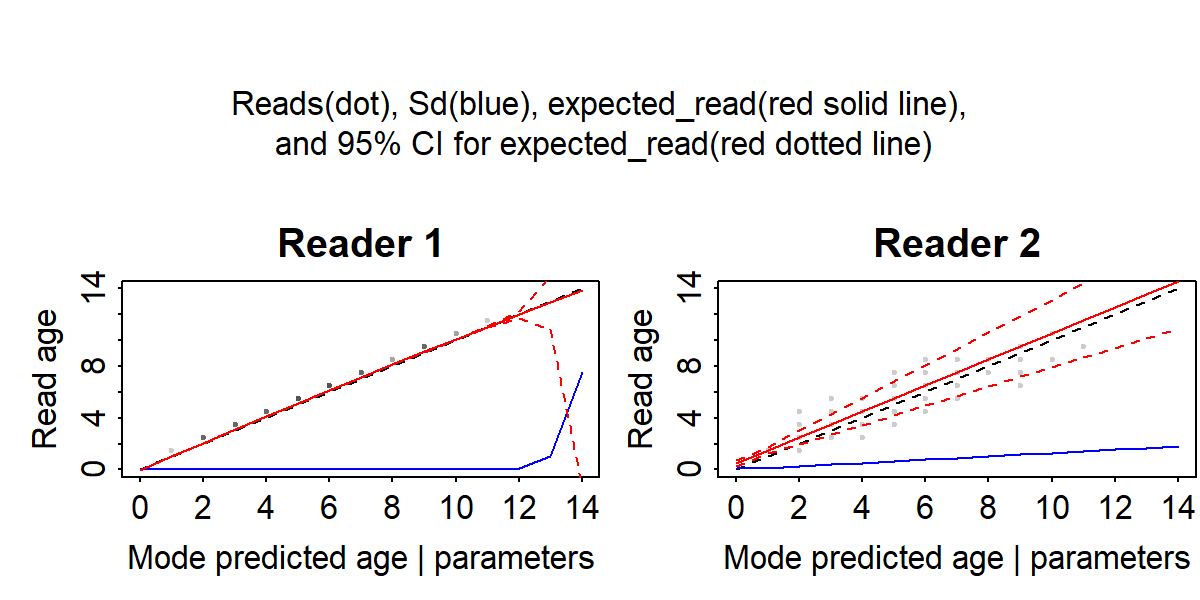 Reads(dot), Sd(blue), expected_read(red solid line),
and 95% CI for expected_read(red dotted line)
Reader 1
Read age
0 4 8 14
0 2 4 6 8 10 12 14
Mode predicted age | parameters
Reader 2
Read age
0 4 8 14
0 2 4 6 8 10 12 14
Mode predicted age | parameters